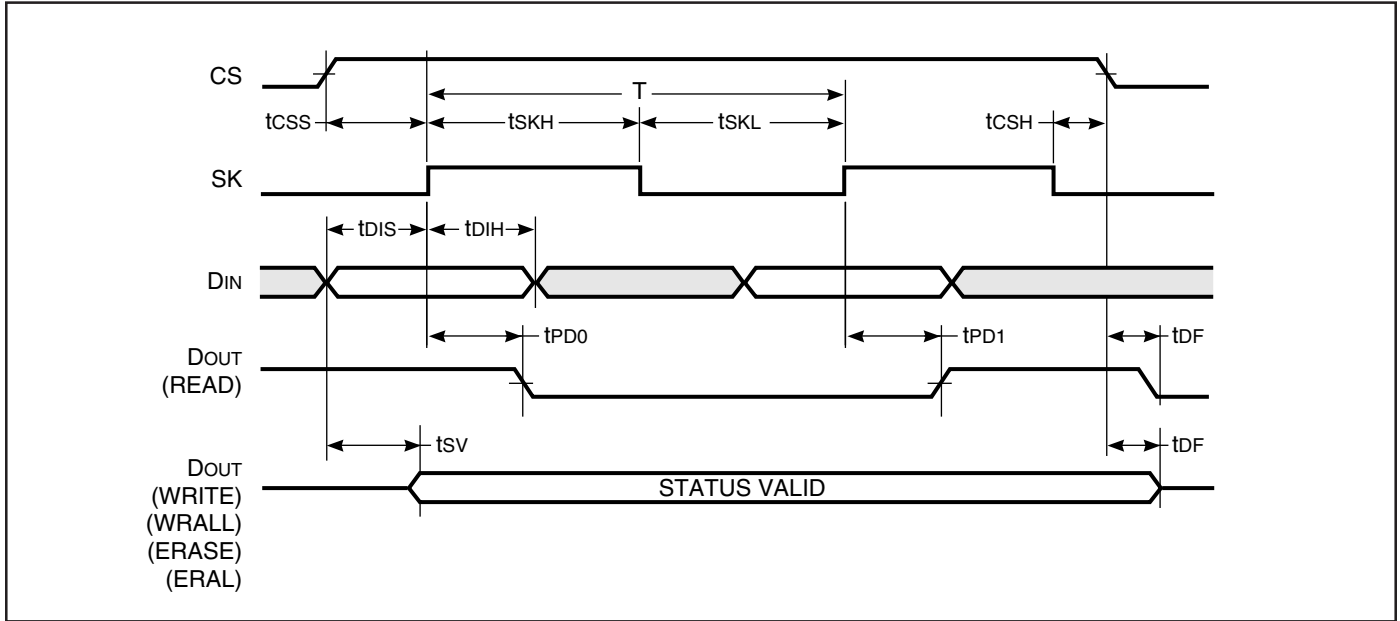 CS
T
tCSS
tSKH
tSKL
tCSH
SK
tDIS
tDIH
DIN
tPD0
tPD1
tDF
DOUT
(READ)
tSV
tDF
DOUT
(WRITE)
(WRALL)
(ERASE)
(ERAL)
STATUS VALID